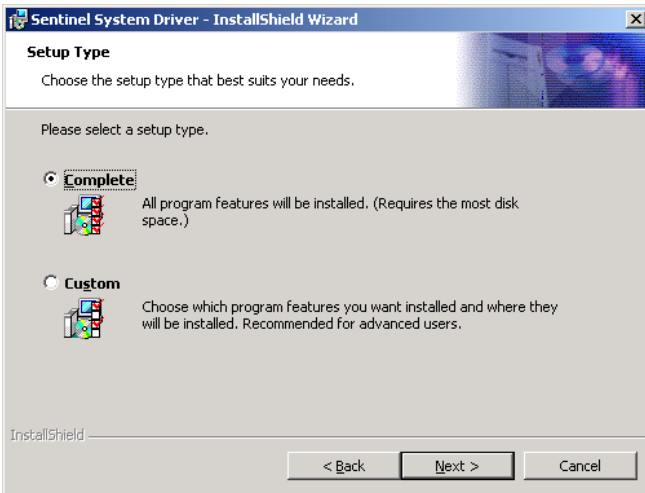 Sentinel System Driver - InstallShield Wizard
Setup Type
Choose the setup type that best suits your needs.
Please select a setup type.
Complete
All program features will be installed. (Requires the most disk
space.)
Custom
Choose which program features you want installed and where they
will be installed. Recommended for advanced users.
InstallShield
< Back Next > Cancel